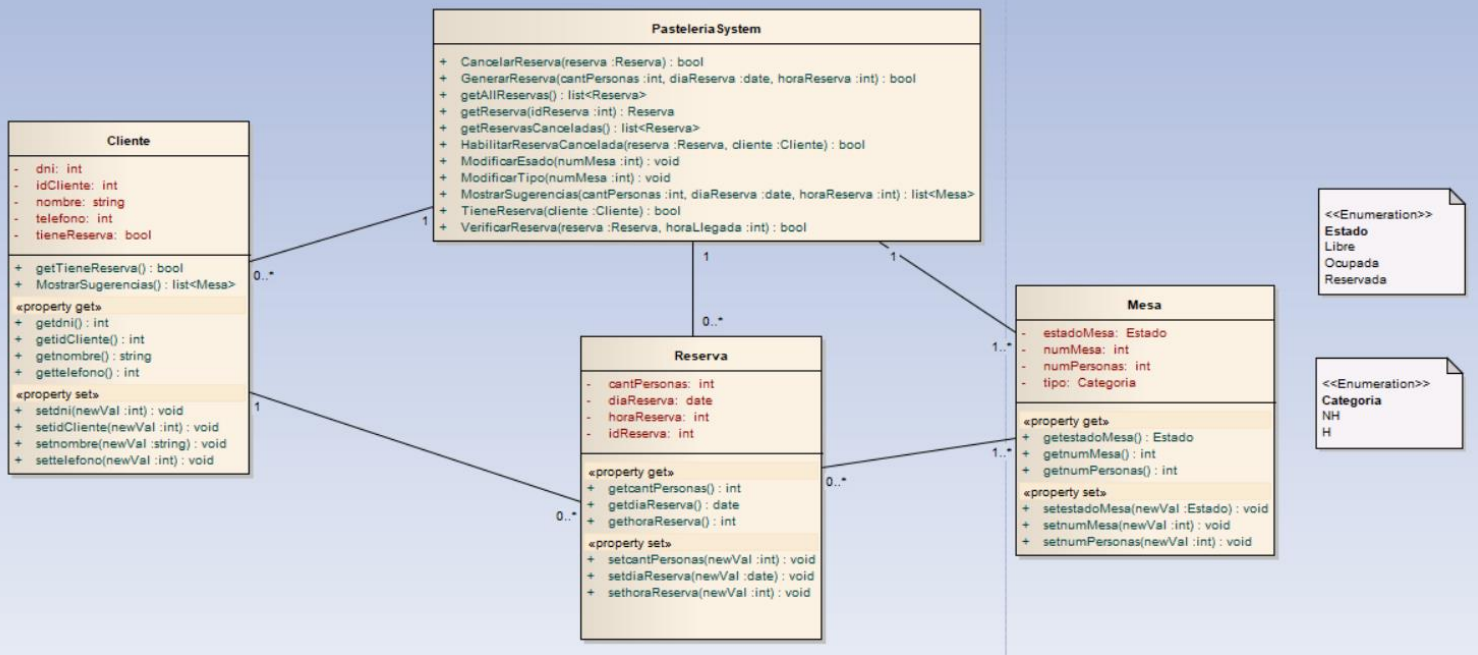 PasteleriaSystem
+ CancelarReserva(reserva :Reserva) : bool
+ GenerarReserva(cantPersonas :int, diaReserva :date, horaReserva :int) : bool
+ getAllReservas() : list<Reserva>
+ getReserva(idReserva :int) : Reserva
+ getReservasCanceladas() : list<Reserva>
+ HabilitarReservaCancelada(reserva :Reserva, cliente :Cliente) : bool
+ ModificarEsado(numMesa :int) : void
+ ModificarTipo(numMesa :int) : void
+ MostrarSugerencias(cantPersonas :int, diaReserva :date, horaReserva :int) : list<Mesa>
+ TieneReserva(cliente :Cliente) : bool
+ VerificarReserva(reserva :Reserva, horaLlegada :int) : bool
Cliente
- dni: int
- idCliente: int
- nombre: string
- telefono: int
- tieneReserva: bool
+ getTieneReserva() : bool
+ MostrarSugerencias() : list<Mesa>
«property get»
+ getdni() : int
+ getidCliente() : int
+ getnombre() : string
+ gettelefono() : int
«property set»
+ setdni(newVal :int) : void
+ setidCliente(newVal :int) : void
+ setnombre(newVal :string) : void
+ settelefono(newVal :int) : void
1
0..*
1
0..*
1
1..*
1
0..*
0..*
1..*
Reserva
- cantPersonas: int
- diaReserva: date
- horaReserva: int
- idReserva: int
«property get»
+ getcantPersonas() : int
+ getdiaReserva() : date
+ gethoraReserva() : int
«property set»
+ setcantPersonas(newVal :int) : void
+ setdiaReserva(newVal :date) : void
+ sethoraReserva(newVal :int) : void
Mesa
- estadoMesa: Estado
- numMesa: int
- numPersonas: int
- tipo: Categoria
«property get»
+ getestadoMesa() : Estado
+ getnumMesa() : int
+ getnumPersonas() : int
«property set»
+ setestadoMesa(newVal :Estado) : void
+ setnumMesa(newVal :int) : void
+ setnumPersonas(newVal :int) : void
<<Enumeration>>
Estado
Libre
Ocupada
Reservada
<<Enumeration>>
Categoria
NH
H